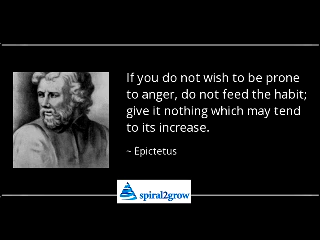 If you do not wish to be prone
to anger, do not feed the habit;
give it nothing which may tend
to its increase.
~ Epictetus
spiral2grow